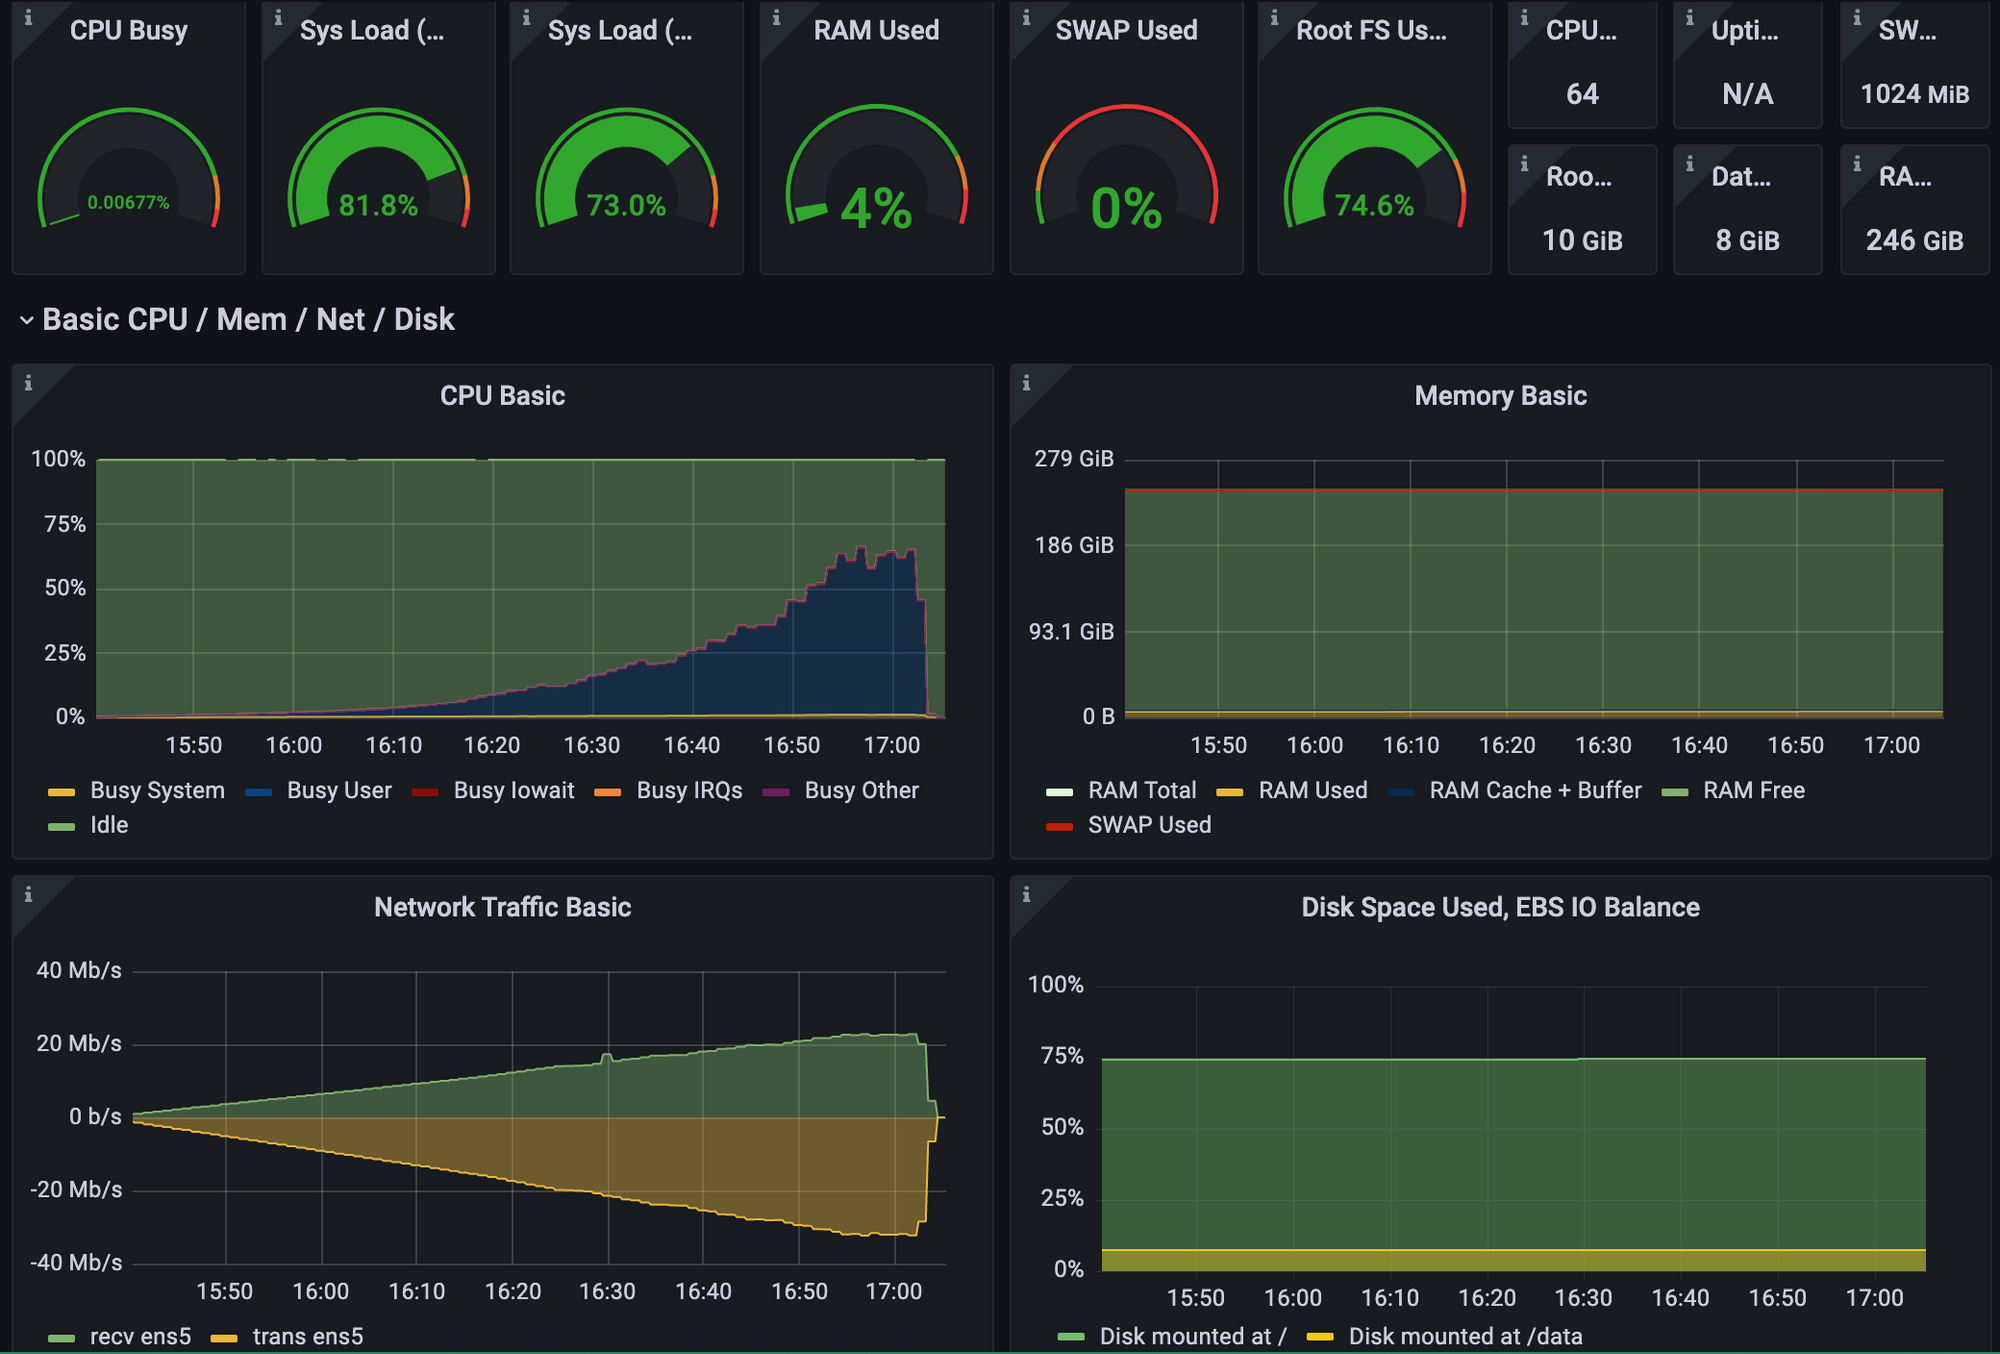 CPU Busy
Sys Load (...
Sys Load (...
RAM Used
SWAP Used
Root FS Us...
CPU...
Upti...
SW...
0.00677%
81.8%
73.0%
4%
0%
74.6%
64
N/A
1024 MiB
Roo...
Dat...
RA...
10 GiB
8 GiB
246 GiB
Basic CPU / Mem / Net / Disk
CPU Basic
100%
75%
50%
25%
0%
15:50 16:00 16:10 16:20 16:30 16:40 16:50 17:00
Busy System Busy User Busy Iowait Busy IRQs Busy Other
Idle
Memory Basic
279 GiB
186 GiB
93.1 GiB
0 B
15:50 16:00 16:10 16:20 16:30 16:40 16:50 17:00
RAM Total RAM Used RAM Cache + Buffer RAM Free
SWAP Used
Network Traffic Basic
40 Mb/s
20 Mb/s
0 b/s
-20 Mb/s
-40 Mb/s
15:50 16:00 16:10 16:20 16:30 16:40 16:50 17:00
recv ens5 trans ens5
Disk Space Used, EBS IO Balance
100%
75%
50%
25%
0%
15:50 16:00 16:10 16:20 16:30 16:40 16:50 17:00
Disk mounted at / Disk mounted at /data